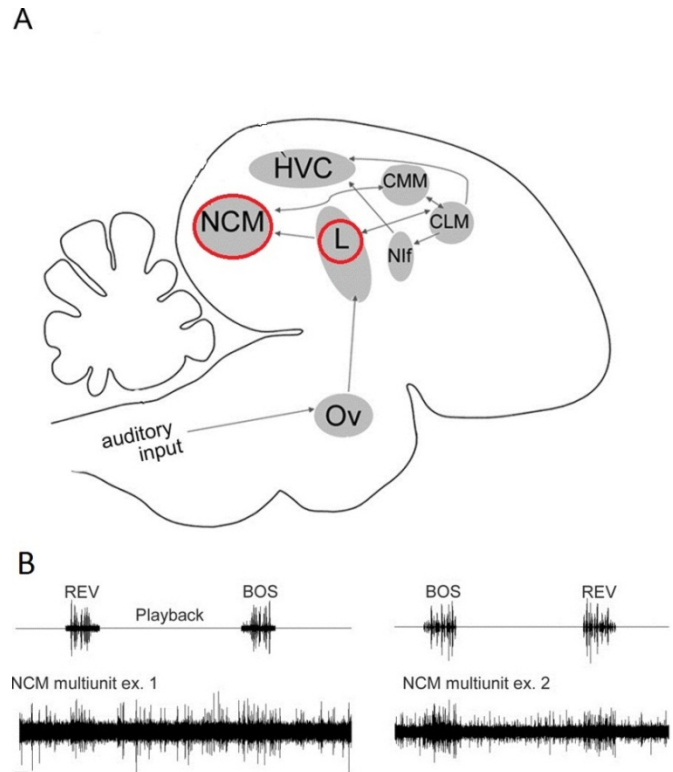 A
HVC
CMM
NCM
CLM
L
NIf
Ov
auditory
input
B
REV
BOS
BOS
REV
Playback
NCM multiunit ex. 1
NCM multiunit ex. 2